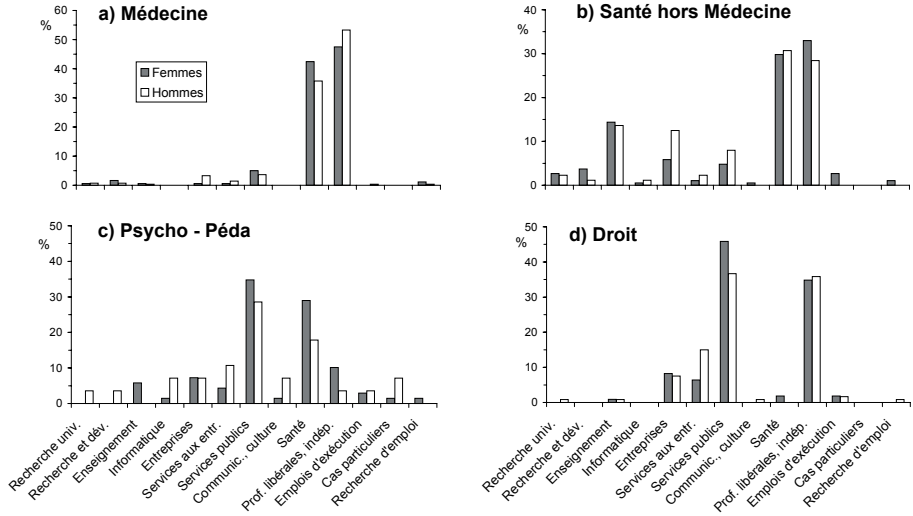 a) Médecine
%
60
50
40
30
20
10
0
Femmes
Hommes
b) Santé hors Médecine
%
40
30
20
10
0
c) Psycho - Péda
%
50
40
30
20
10
0
Recherche univ.
Recherche et dév.
Enseignement
Informatique
Entreprises
Services aux entr.
Services publics
Communic., culture
Santé
Prof. libérales, indép.
Emplois d'exécution
Cas particuliers
Recherche d'emploi
d) Droit
%
50
40
30
20
10
0
Recherche univ.
Recherche et dév.
Enseignement
Informatique
Entreprises
Services aux entr.
Services publics
Communic., culture
Santé
Prof. libérales, indép.
Emplois d'exécution
Cas particuliers
Recherche d'emploi